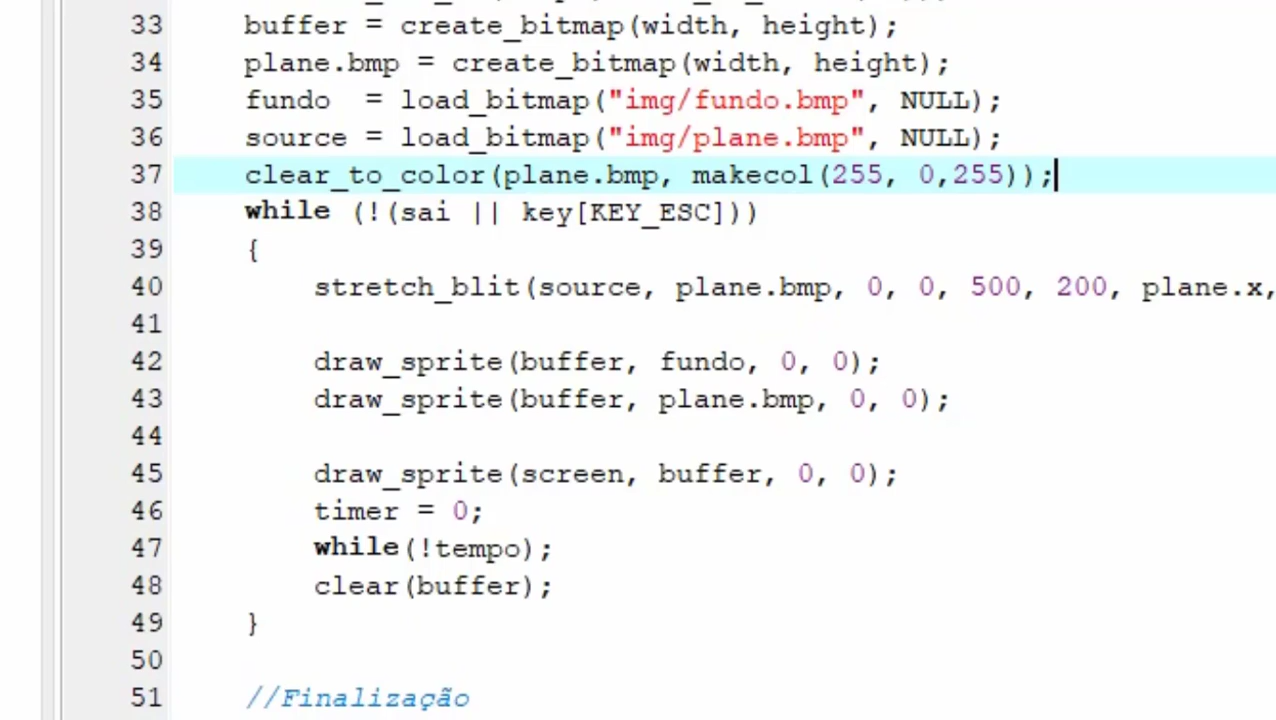 33 buffer = create_bitmap(width, height);
34 plane.bmp = create_bitmap(width, height);
35 fundo  = load_bitmap("img/fundo.bmp", NULL);
36 source = load_bitmap("img/plane.bmp", NULL);
37 clear_to_color(plane.bmp, makecol(255, 0,255));
38 while (!(sai || key[KEY_ESC]))
39 {
40 stretch_blit(source, plane.bmp, 0, 0, 500, 200, plane.x,
41
42 draw_sprite(buffer, fundo, 0, 0);
43 draw_sprite(buffer, plane.bmp, 0, 0);
44
45 draw_sprite(screen, buffer, 0, 0);
46 timer = 0;
47 while(!tempo);
48 clear(buffer);
49 }
50
51 //Finalização